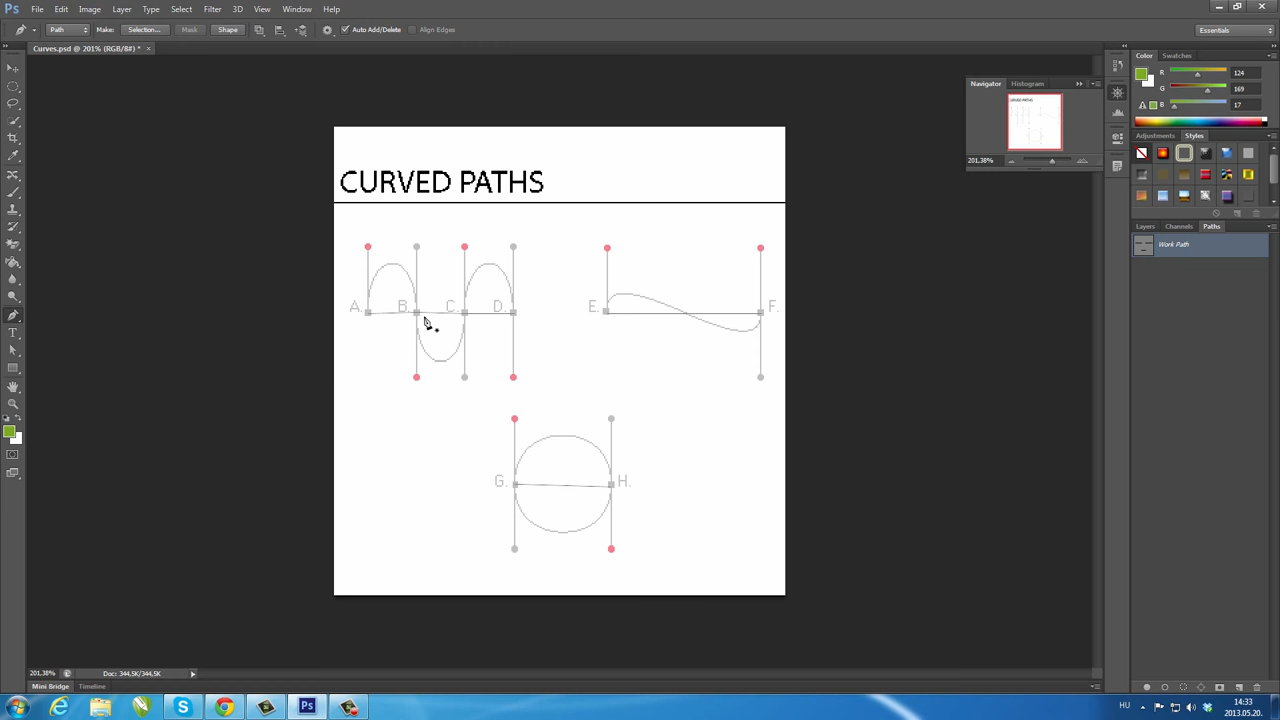 Ps File Edit Image Layer Type Select Filter 3D View Window Help
Path Make: Selection... Mask Shape Auto Add/Delete Align Edges Essentials
Curves.psd @ 201% (RGB/8#) * ×
Color Swatches
R 124
G 169
B 17
Navigator Histogram
CURVED PATHS
201,38%
Adjustments Styles
Layers Channels Paths
Work Path
CURVED PATHS
A. B. C. D. E. F.
G. H.
201,38% Doc: 344,5K/344,5K
Mini Bridge Timeline
Ps HU 14:33
2013.05.20.